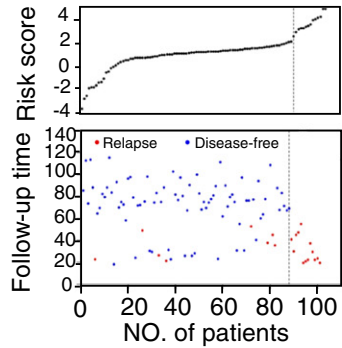 Risk score
4
2
0
-2
-4
Follow-up time
140
120
100
80
60
40
20
0
Relapse Disease-free
0 20 40 60 80 100
NO. of patients